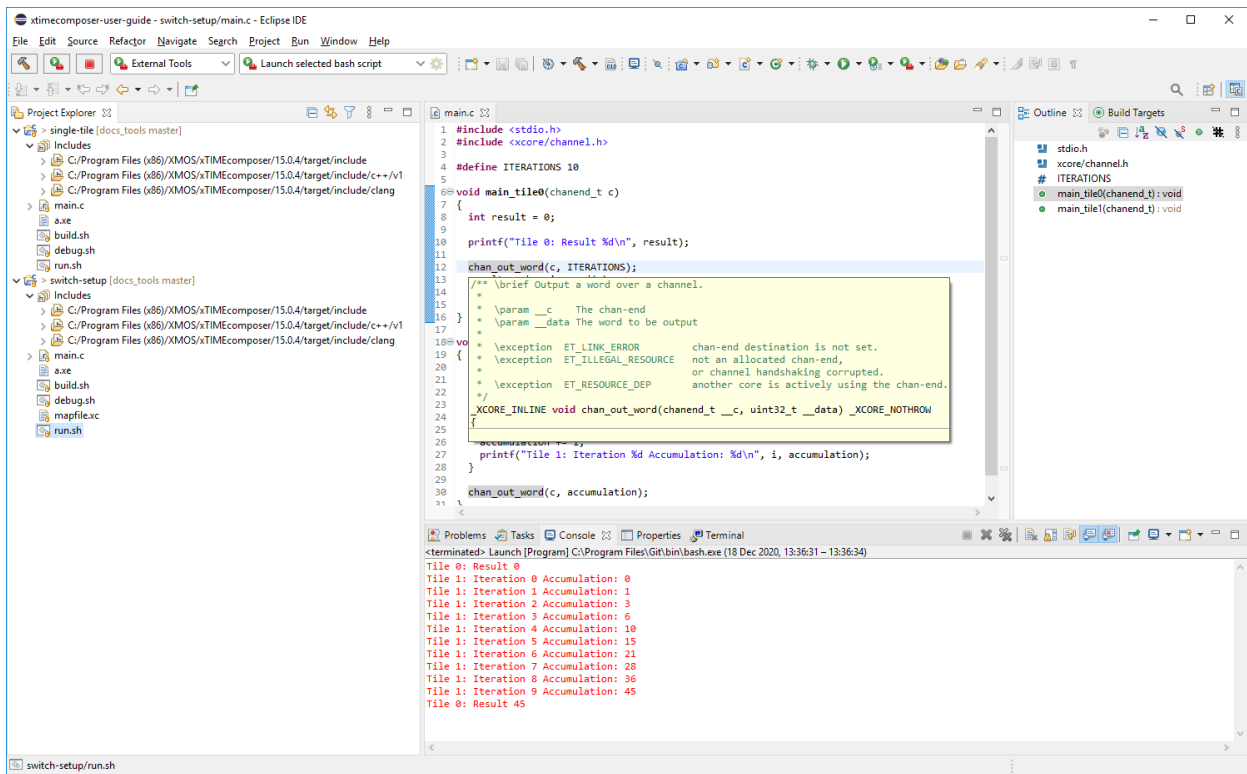 xtimecomposer-user-guide - switch-setup/main.c - Eclipse IDE
File Edit Source Refactor Navigate Search Project Run Window Help
External Tools
Launch selected bash script
Project Explorer
> single-tile [docs_tools master]
Includes
C:/Program Files (x86)/XMOS/xTIMEcomposer/15.0.4/target/include
C:/Program Files (x86)/XMOS/xTIMEcomposer/15.0.4/target/include/c++/v1
C:/Program Files (x86)/XMOS/xTIMEcomposer/15.0.4/target/include/clang
main.c
a.xe
build.sh
debug.sh
run.sh
> switch-setup [docs_tools master]
Includes
C:/Program Files (x86)/XMOS/xTIMEcomposer/15.0.4/target/include
C:/Program Files (x86)/XMOS/xTIMEcomposer/15.0.4/target/include/c++/v1
C:/Program Files (x86)/XMOS/xTIMEcomposer/15.0.4/target/include/clang
main.c
a.xe
build.sh
debug.sh
mapfile.xc
run.sh
main.c
1 #include <stdio.h>
2 #include <xcore/channel.h>
3
4 #define ITERATIONS 10
5
6 void main_tile0(chanend_t c)
7 {
8 int result = 0;
9
10 printf("Tile 0: Result %d\n", result);
11
12 chan_out_word(c, ITERATIONS);
13
14
15
16 }
17
18 vo
19 {
20
21
22
23
24
25
26 accumulation += i;
27 printf("Tile 1: Iteration %d Accumulation: %d\n", i, accumulation);
28 }
29
30 chan_out_word(c, accumulation);
31 }
/** \brief Output a word over a channel.
*
* \param __c The chan-end
* \param __data The word to be output
*
* \exception ET_LINK_ERROR chan-end destination is not set.
* \exception ET_ILLEGAL_RESOURCE not an allocated chan-end,
* or channel handshaking corrupted.
* \exception ET_RESOURCE_DEP another core is actively using the chan-end.
*/
_XCORE_INLINE void chan_out_word(chanend_t __c, uint32_t __data) _XCORE_NOTHROW
{
Outline
Build Targets
stdio.h
xcore/channel.h
# ITERATIONS
main_tile0(chanend_t) : void
main_tile1(chanend_t) : void
Problems Tasks Console Properties Terminal
<terminated> Launch [Program] C:\Program Files\Git\bin\bash.exe (18 Dec 2020, 13:36:31 – 13:36:34)
Tile 0: Result 0
Tile 1: Iteration 0 Accumulation: 0
Tile 1: Iteration 1 Accumulation: 1
Tile 1: Iteration 2 Accumulation: 3
Tile 1: Iteration 3 Accumulation: 6
Tile 1: Iteration 4 Accumulation: 10
Tile 1: Iteration 5 Accumulation: 15
Tile 1: Iteration 6 Accumulation: 21
Tile 1: Iteration 7 Accumulation: 28
Tile 1: Iteration 8 Accumulation: 36
Tile 1: Iteration 9 Accumulation: 45
Tile 0: Result 45
switch-setup/run.sh